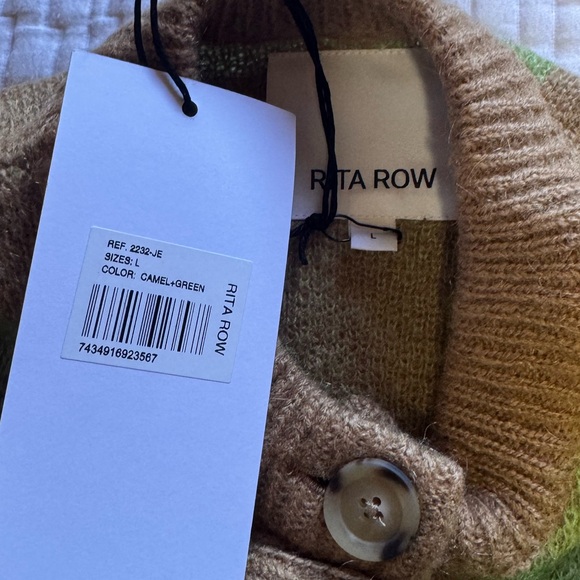 RITA ROW
L
REF. 2232-JE
SIZES: L
COLOR: CAMEL+GREEN
7434916923567
RITA ROW